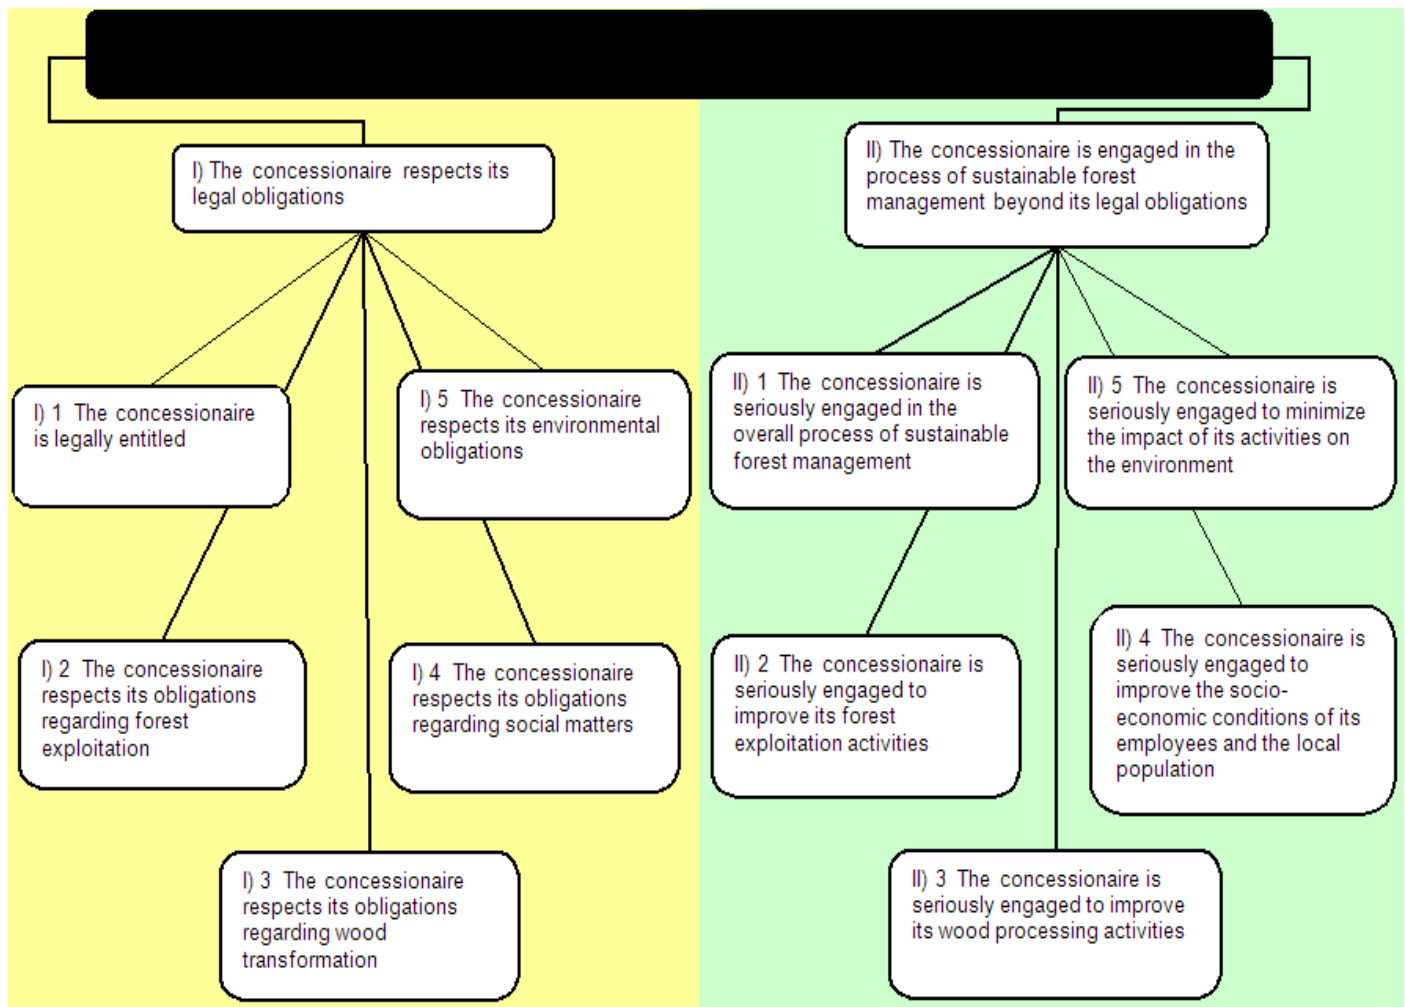 I) The concessionaire respects its
legal obligations
II) The concessionaire is engaged in the
process of sustainable forest
management beyond its legal obligations
I) 1 The concessionaire
is legally entitled
I) 5 The concessionaire
respects its environmental
obligations
II) 1 The concessionaire is
seriously engaged in the
overall process of sustainable
forest management
II) 5 The concessionaire is
seriously engaged to minimize
the impact of its activities on
the environment
I) 2 The concessionaire
respects its obligations
regarding forest
exploitation
I) 4 The concessionaire
respects its obligations
regarding social matters
II) 2 The concessionaire is
seriously engaged to
improve its forest
exploitation activities
II) 4 The concessionaire is
seriously engaged to
improve the socio-
economic conditions of its
employees and the local
population
I) 3 The concessionaire
respects its obligations
regarding wood
transformation
II) 3 The concessionaire is
seriously engaged to improve
its wood processing activities